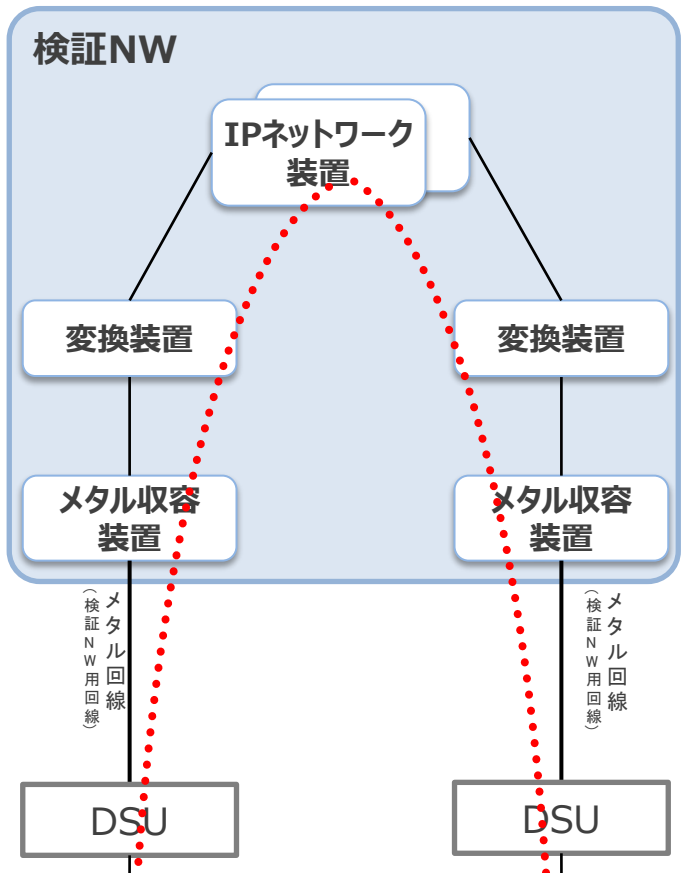 検証NW
IPネットワーク
装置
変換装置
変換装置
メタル収容
装置
メタル収容
装置
メタル回線
（検証NW用回線）
メタル回線
（検証NW用回線）
DSU
DSU